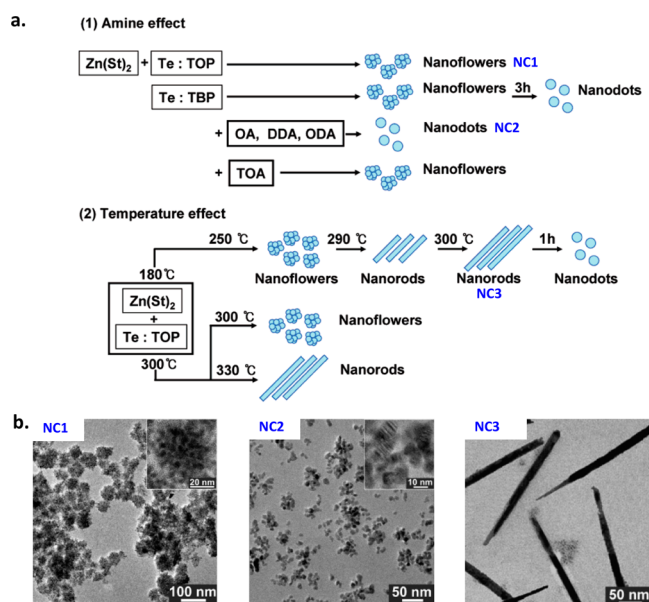 a.
(1) Amine effect
Zn(St)₂ + Te : TOP Nanoflowers NC1
Te : TBP Nanoflowers 3h Nanodots
+ OA, DDA, ODA Nanodots NC2
+ TOA Nanoflowers
(2) Temperature effect
250 ℃ 290 ℃ 300 ℃ 1h
180℃ Nanoflowers Nanorods Nanorods Nanodots
NC3
Zn(St)₂
+
Te : TOP
300 ℃ Nanoflowers
300℃ 330 ℃ Nanorods
b.
NC1 NC2 NC3
20 nm 10 nm
100 nm 50 nm 50 nm